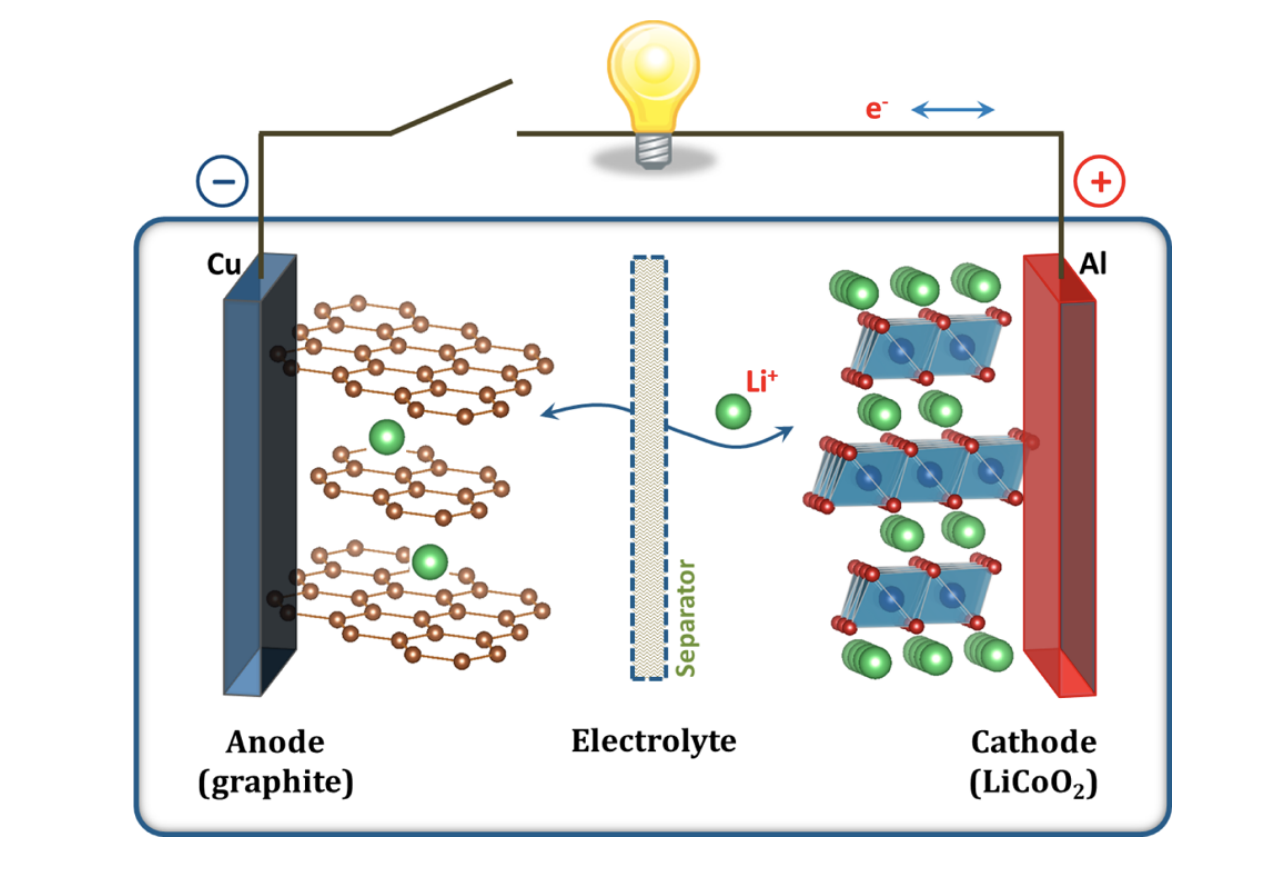 e⁻
−
+
Cu
Al
Li⁺
Separator
Anode
(graphite)
Electrolyte
Cathode
(LiCoO₂)